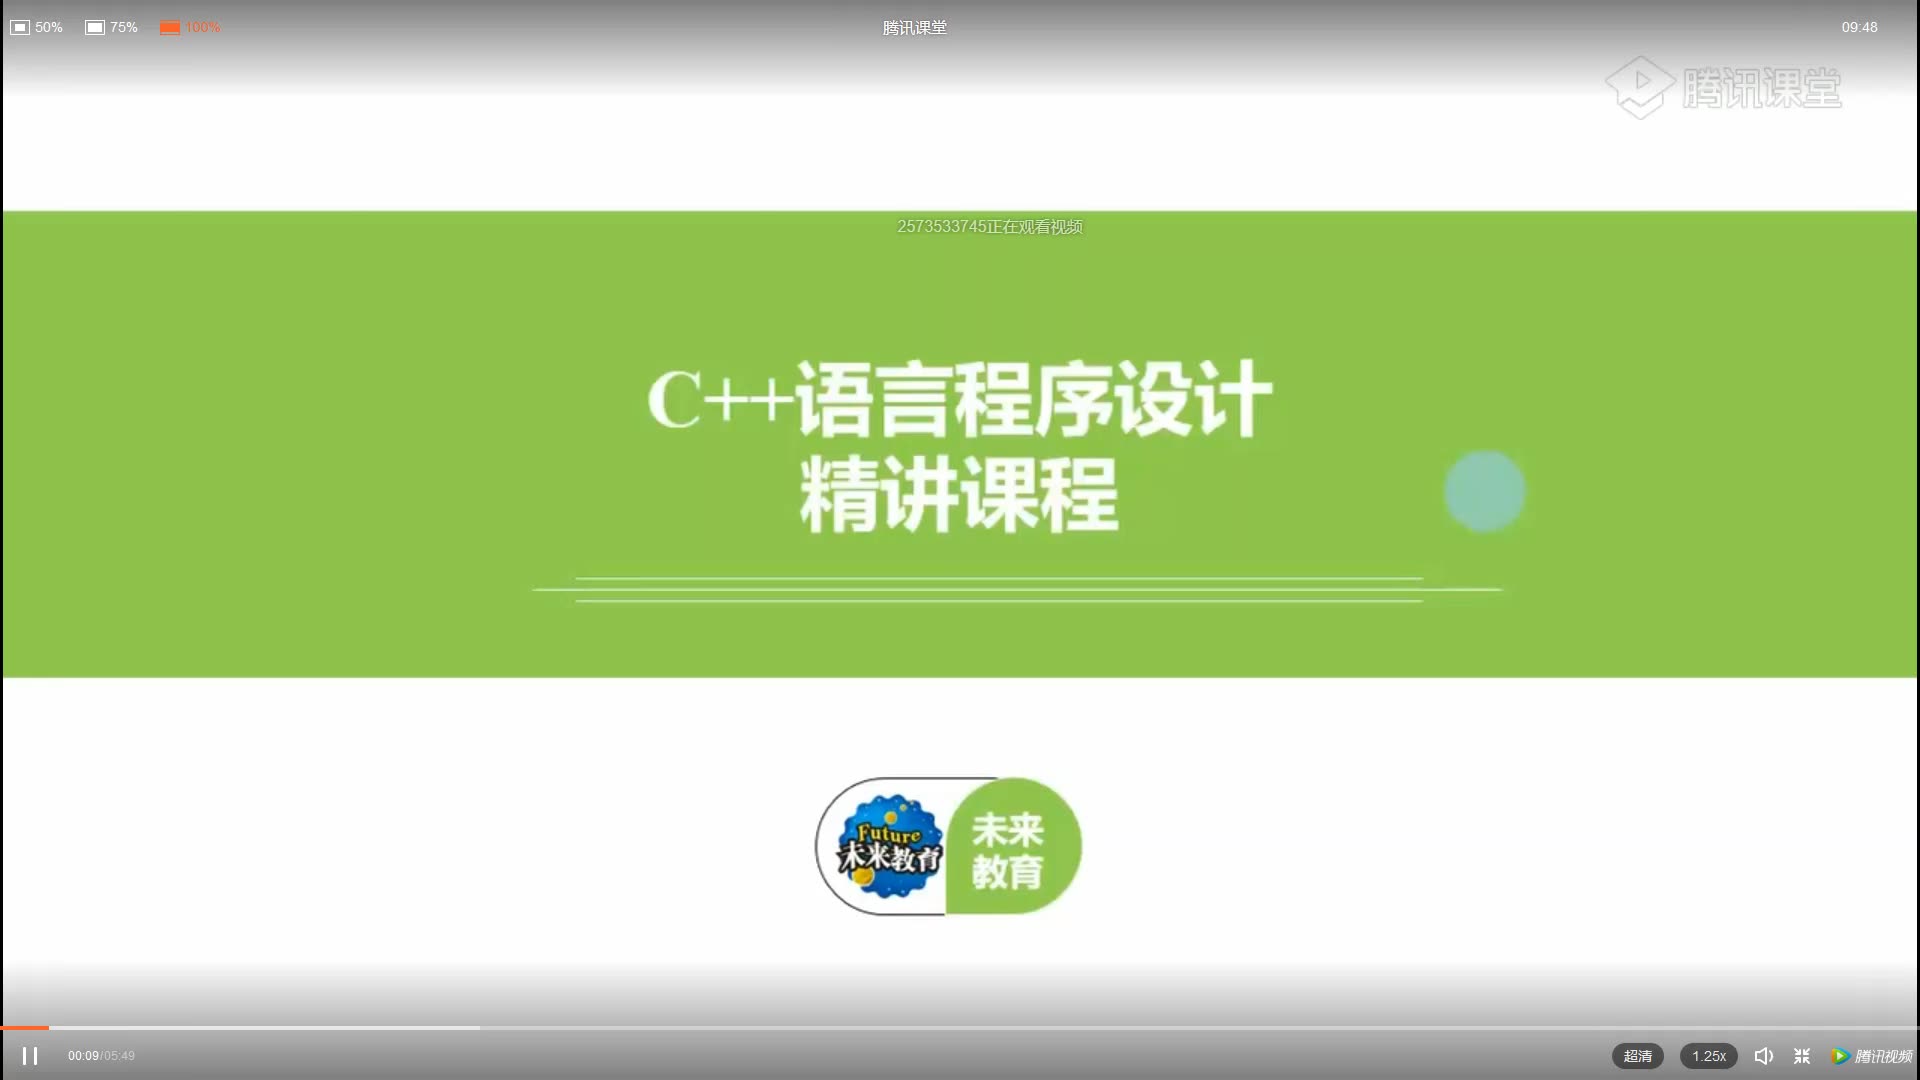 50% 75% 100% 腾讯课堂 09:48
腾讯课堂
2573533745正在观看视频
C++语言程序设计
精讲课程
Future
未来教育
未来
教育
00:09/05:49 超清 1.25x 腾讯视频